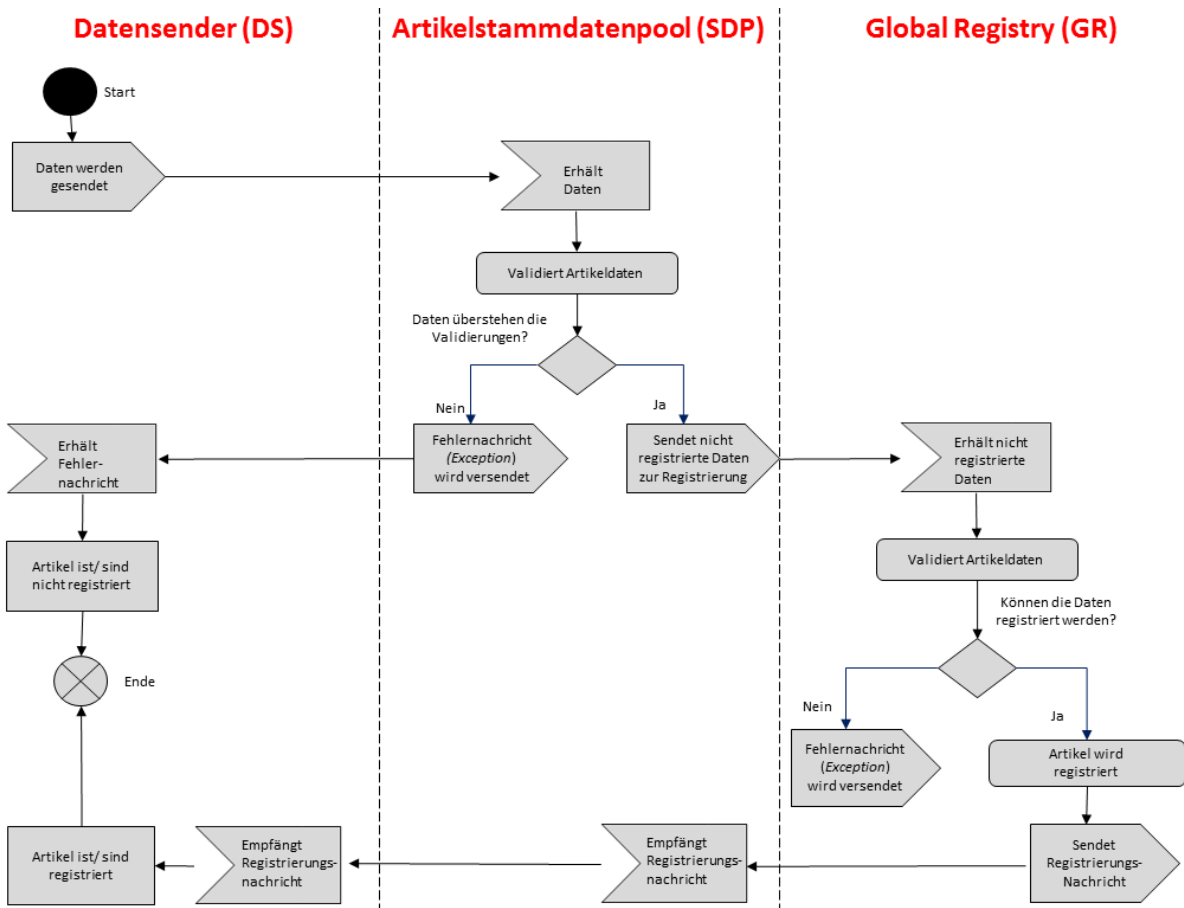 Datensender (DS)
Artikelstammdatenpool (SDP)
Global Registry (GR)
Start
Daten werden
gesendet
Erhält
Daten
Validiert Artikeldaten
Daten überstehen die
Validierungen?
Nein
Ja
Erhält
Fehler-
nachricht
Fehlernachricht
(Exception)
wird versendet
Sendet nicht
registrierte Daten
zur Registrierung
Erhält nicht
registrierte
Daten
Artikel ist/ sind
nicht registriert
Validiert Artikeldaten
Können die Daten
registriert werden?
Ende
Nein
Ja
Fehlernachricht
(Exception)
wird versendet
Artikel wird
registriert
Artikel ist/ sind
registriert
Empfängt
Registrierungs-
nachricht
Empfängt
Registrierungs-
nachricht
Sendet
Registrierungs-
Nachricht